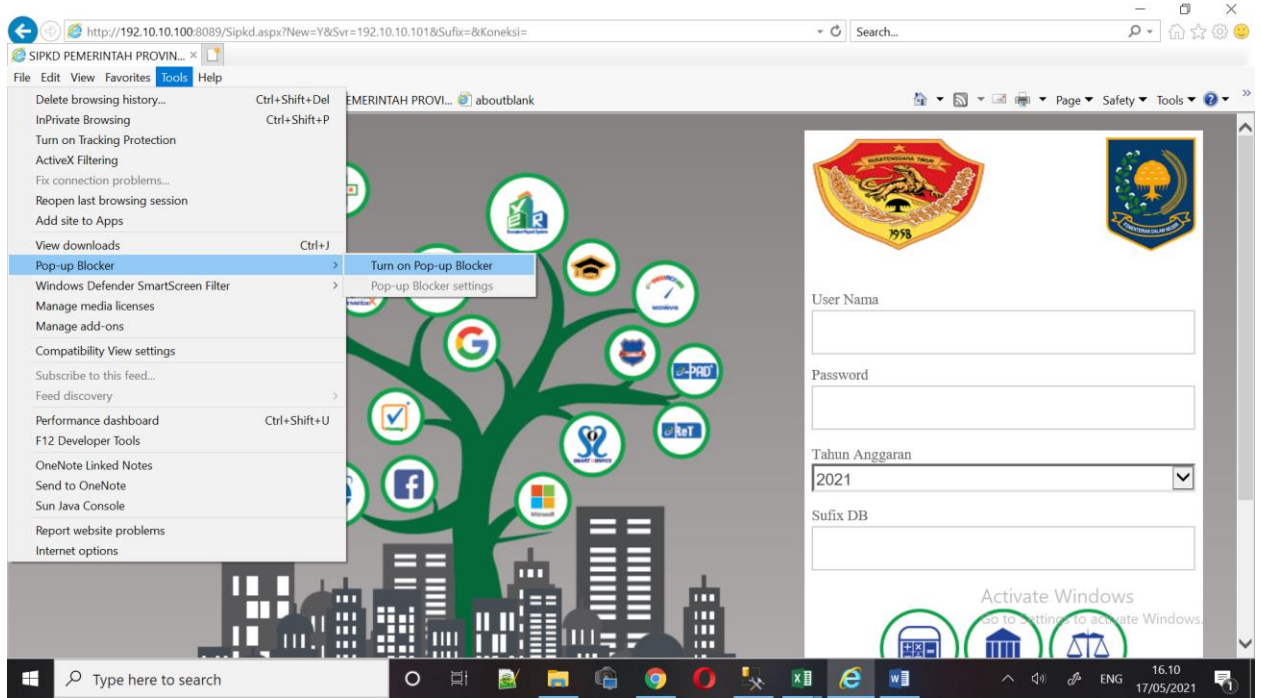 http://192.10.10.100:8089/Sipkd.aspx?New=Y&Svr=192.10.10.101&Sufix=&Koneksi=
Search...
SIPKD PEMERINTAH PROVIN...
File Edit View Favorites Tools Help
EMERINTAH PROVI... aboutblank
Page Safety Tools
Delete browsing history... Ctrl+Shift+Del
InPrivate Browsing Ctrl+Shift+P
Turn on Tracking Protection
ActiveX Filtering
Fix connection problems...
Reopen last browsing session
Add site to Apps
View downloads Ctrl+J
Pop-up Blocker
Turn on Pop-up Blocker
Windows Defender SmartScreen Filter
Pop-up Blocker settings
Manage media licenses
Manage add-ons
Compatibility View settings
Subscribe to this feed...
Feed discovery
Performance dashboard Ctrl+Shift+U
F12 Developer Tools
OneNote Linked Notes
Send to OneNote
Sun Java Console
Report website problems
Internet options
1958
User Nama
Password
Tahun Anggaran
2021
Sufix DB
e-PAD
Microsoft
Activate Windows
Go to Settings to activate Windows.
Type here to search
ENG
16.10
17/05/2021
1